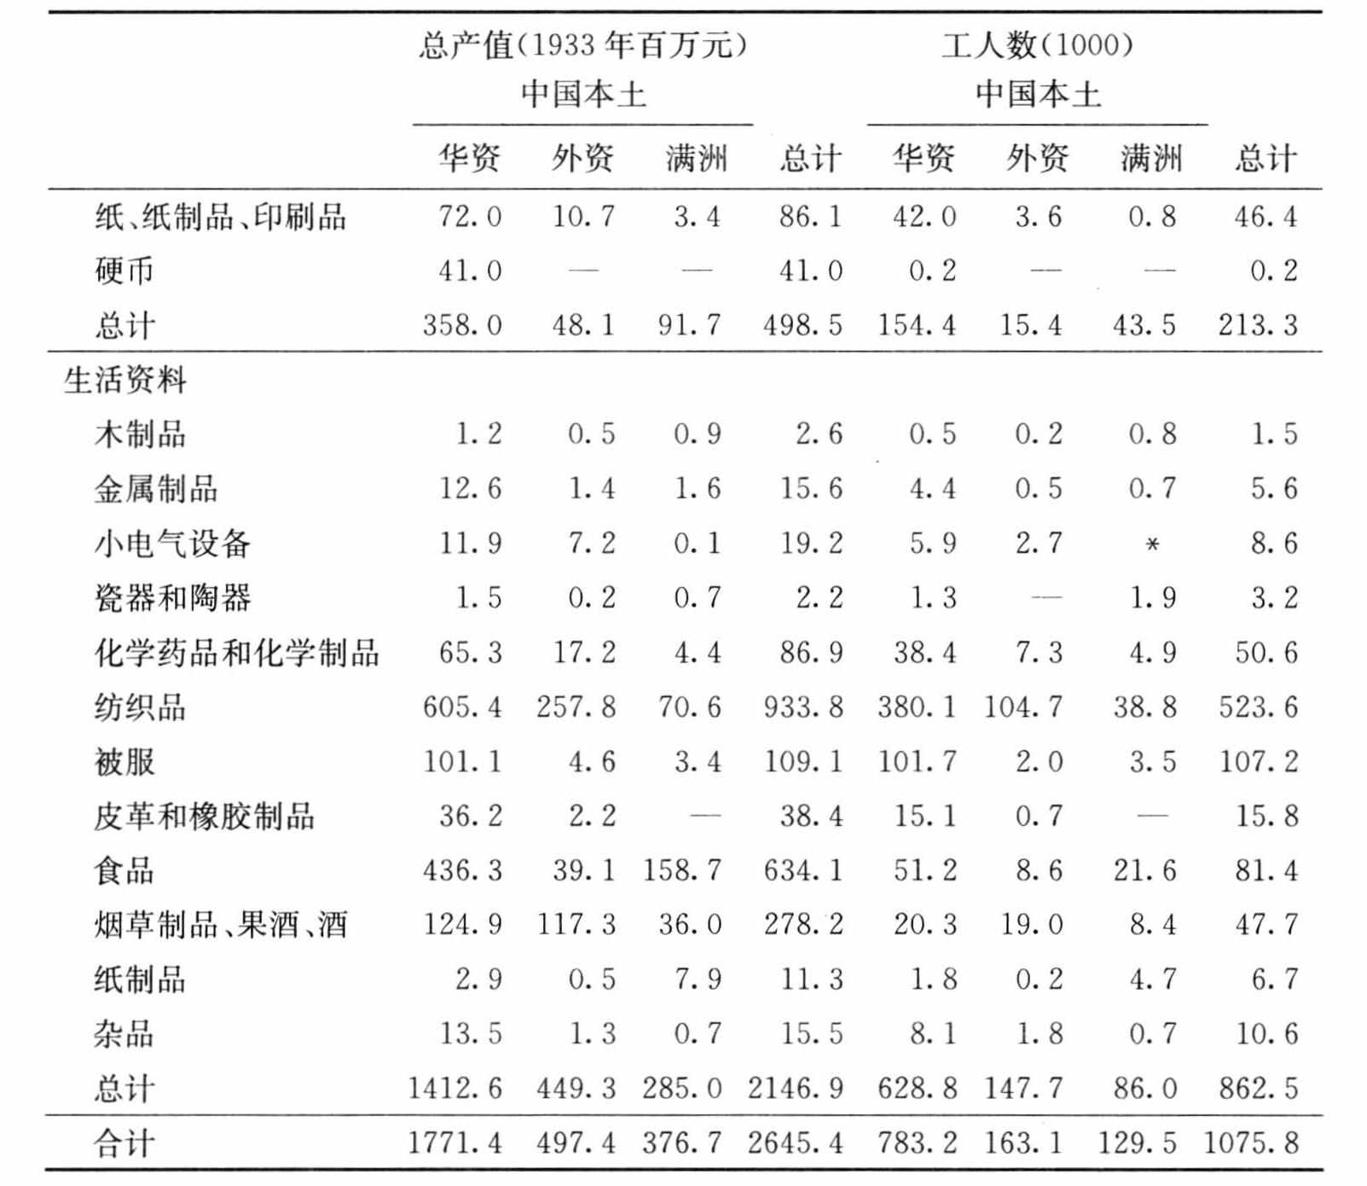 总产值(1933年百万元) 工人数(1000)
中国本土 中国本土
华资 外资 满洲 总计 华资 外资 满洲 总计
纸、纸制品、印刷品 72.0 10.7 3.4 86.1 42.0 3.6 0.8 46.4
硬币 41.0 — — 41.0 0.2 — — 0.2
总计 358.0 48.1 91.7 498.5 154.4 15.4 43.5 213.3
生活资料
木制品 1.2 0.5 0.9 2.6 0.5 0.2 0.8 1.5
金属制品 12.6 1.4 1.6 15.6 4.4 0.5 0.7 5.6
小电气设备 11.9 7.2 0.1 19.2 5.9 2.7 * 8.6
瓷器和陶器 1.5 0.2 0.7 2.2 1.3 — 1.9 3.2
化学药品和化学制品 65.3 17.2 4.4 86.9 38.4 7.3 4.9 50.6
纺织品 605.4 257.8 70.6 933.8 380.1 104.7 38.8 523.6
被服 101.1 4.6 3.4 109.1 101.7 2.0 3.5 107.2
皮革和橡胶制品 36.2 2.2 — 38.4 15.1 0.7 — 15.8
食品 436.3 39.1 158.7 634.1 51.2 8.6 21.6 81.4
烟草制品、果酒、酒 124.9 117.3 36.0 278.2 20.3 19.0 8.4 47.7
纸制品 2.9 0.5 7.9 11.3 1.8 0.2 4.7 6.7
杂品 13.5 1.3 0.7 15.5 8.1 1.8 0.7 10.6
总计 1412.6 449.3 285.0 2146.9 628.8 147.7 86.0 862.5
合计 1771.4 497.4 376.7 2645.4 783.2 163.1 129.5 1075.8